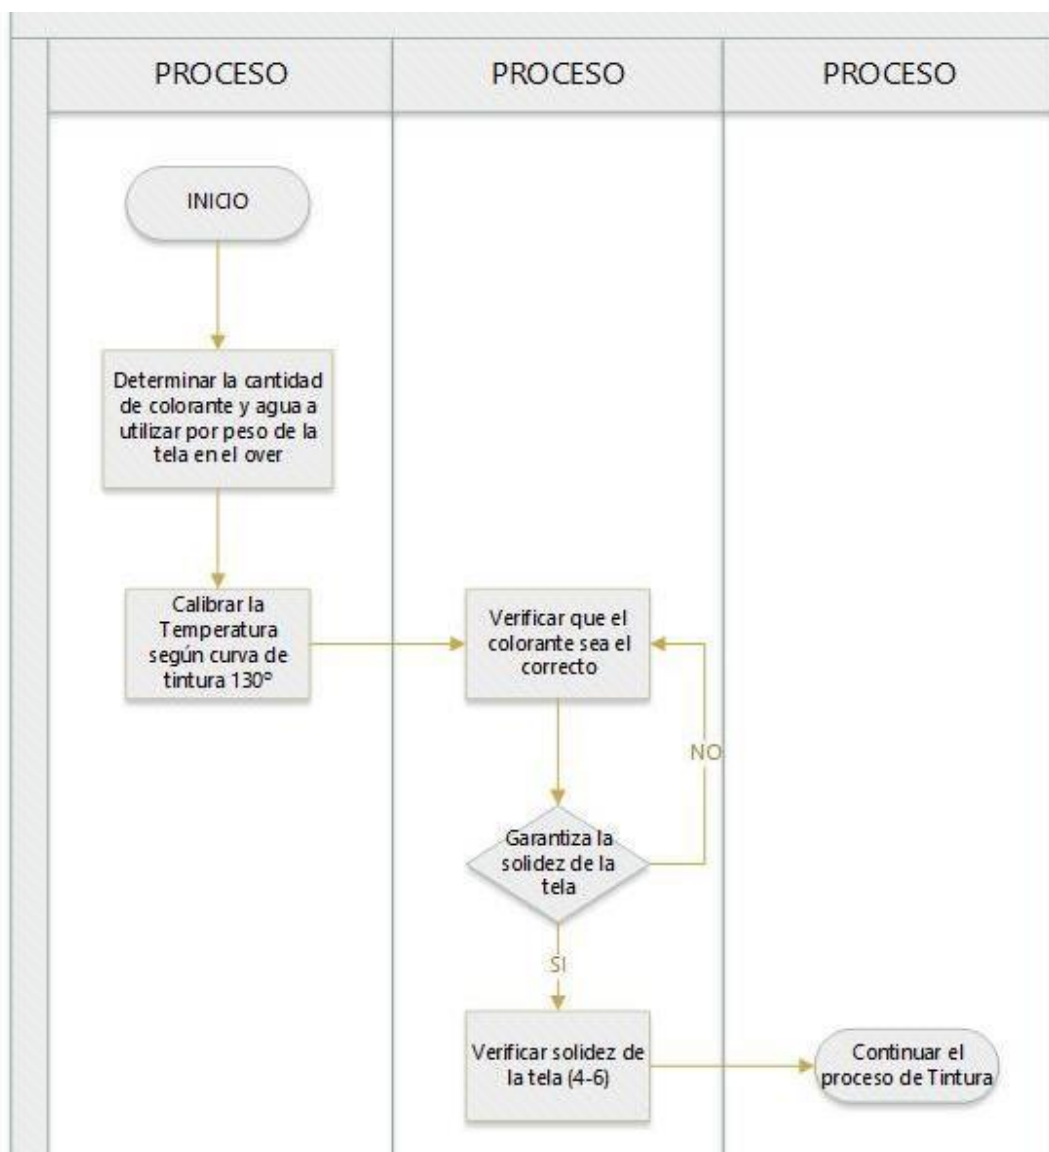 PROCESO
PROCESO
PROCESO
INICIO
Determinar la cantidad
de colorante y agua a
utilizar por peso de la
tela en el over
Calibrar la
Temperatura
según curva de
tintura 130º
Verificar que el
colorante sea el
correcto
NO
Garantiza la
solidez de la
tela
SI
Verificar solidez de
la tela (4-6)
Continuar el
proceso de Tintura